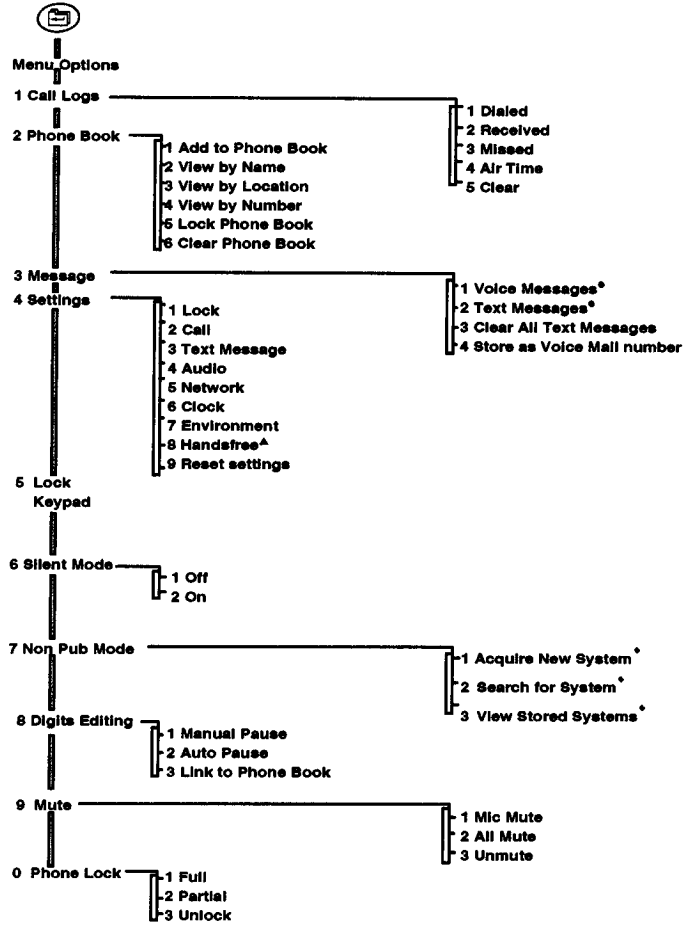 Menu Options
1 Call Logs
1 Dialed
2 Received
3 Missed
4 Air Time
5 Clear
2 Phone Book
1 Add to Phone Book
2 View by Name
3 View by Location
4 View by Number
5 Lock Phone Book
6 Clear Phone Book
3 Message
1 Voice Messages◆
2 Text Messages◆
3 Clear All Text Messages
4 Store as Voice Mail number
4 Settings
1 Lock
2 Call
3 Text Message
4 Audio
5 Network
6 Clock
7 Environment
8 Handsfree▲
9 Reset settings
5 Lock
Keypad
6 Silent Mode
1 Off
2 On
7 Non Pub Mode
1 Acquire New System◆
2 Search for System◆
3 View Stored Systems◆
8 Digits Editing
1 Manual Pause
2 Auto Pause
3 Link to Phone Book
9 Mute
1 Mic Mute
2 All Mute
3 Unmute
0 Phone Lock
1 Full
2 Partial
3 Unlock